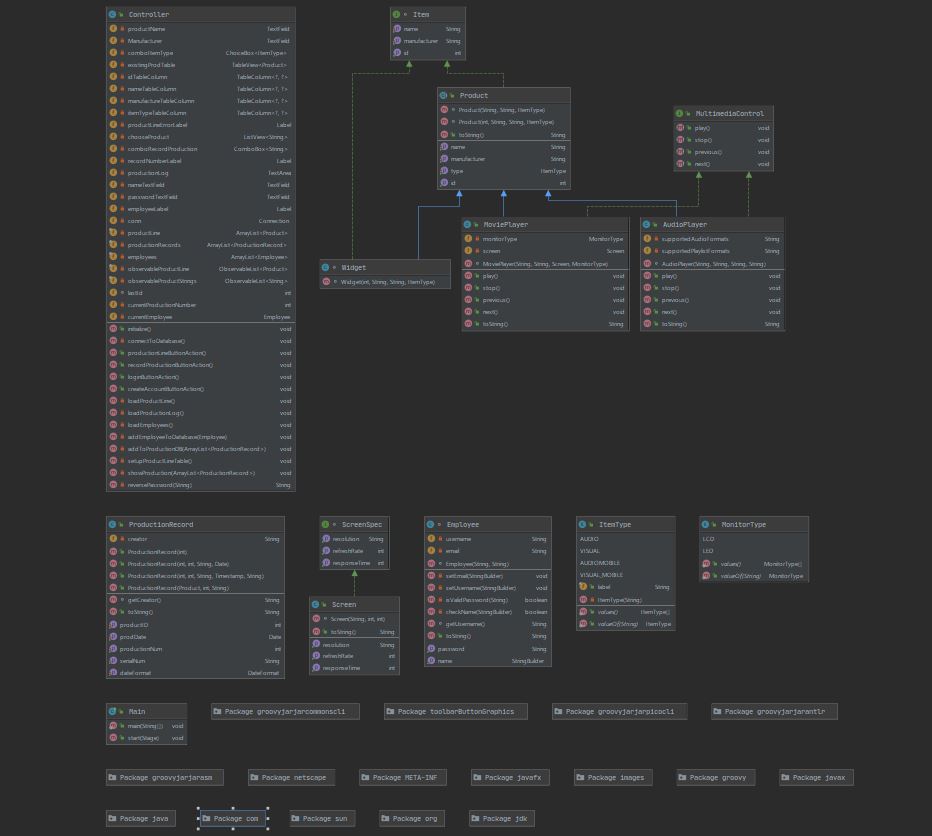 Controller
productName TextField
Manufacturer TextField
comboItemType ChoiceBox<ItemType>
existingProdTable TableView<Product>
idTableColumn TableColumn<?, ?>
nameTableColumn TableColumn<?, ?>
manufactureTableColumn TableColumn<?, ?>
itemTypeTableColumn TableColumn<?, ?>
productLineErrorLabel Label
chooseProduct ListView<String>
comboRecordProduction ComboBox<String>
recordNumberLabel Label
productionLog TextArea
nameTextField TextField
passwordTextField TextField
employeeLabel Label
conn Connection
productLine ArrayList<Product>
productionRecords ArrayList<ProductionRecord>
employees ArrayList<Employee>
observableProductLine ObservableList<Product>
observableProductStrings ObservableList<String>
lastId int
currentProductionNumber int
currentEmployee Employee
initialize() void
connectToDatabase() void
productionLineButtonAction() void
recordProductionButtonAction() void
loginButtonAction() void
createAccountButtonAction() void
loadProductLine() void
loadProductionLog() void
loadEmployees() void
addEmployeeToDatabase(Employee) void
addToProductionDB(ArrayList<ProductionRecord>) void
setupProductLineTable() void
showProduction(ArrayList<ProductionRecord>) void
reversePassword(String) String
Item
name String
manufacturer String
id int
Product
Product(String, String, ItemType)
Product(int, String, String, ItemType)
toString() String
name String
manufacturer String
type ItemType
id int
MultimediaControl
play() void
stop() void
previous() void
next() void
Widget
Widget(int, String, String, ItemType)
MoviePlayer
monitorType MonitorType
screen Screen
MoviePlayer(String, String, Screen, MonitorType)
play() void
stop() void
previous() void
next() void
toString() String
AudioPlayer
supportedAudioFormats String
supportedPlaylistFormats String
AudioPlayer(String, String, String, String)
play() void
stop() void
previous() void
next() void
toString() String
ProductionRecord
creator String
ProductionRecord(int)
ProductionRecord(int, int, String, Date)
ProductionRecord(int, int, String, Timestamp, String)
ProductionRecord(Product, int, String)
getCreator() String
toString() String
productID int
prodDate Date
productionNum int
serialNum String
dateFormat DateFormat
ScreenSpec
resolution String
refreshRate int
responseTime int
Screen
Screen(String, int, int)
toString() String
resolution String
refreshRate int
responseTime int
Employee
username String
email String
Employee(String, String)
setEmail(StringBuilder) void
setUsername(StringBuilder) void
isValidPassword(String) boolean
checkName(StringBuilder) boolean
getUsername() String
toString() String
password String
name StringBuilder
ItemType
AUDIO
VISUAL
AUDIOMOBILE
VISUAL_MOBILE
label String
ItemType(String)
values() ItemType[]
valueOf(String) ItemType
MonitorType
LCD
LED
values() MonitorType[]
valueOf(String) MonitorType
Main
main(String[]) void
start(Stage) void
Package groovyjarjarcommonscli
Package toolbarButtonGraphics
Package groovyjarjarpicocli
Package groovyjarjarantlr
Package groovyjarjarasm
Package netscape
Package META-INF
Package javafx
Package images
Package groovy
Package javax
Package java
Package com
Package sun
Package org
Package jdk